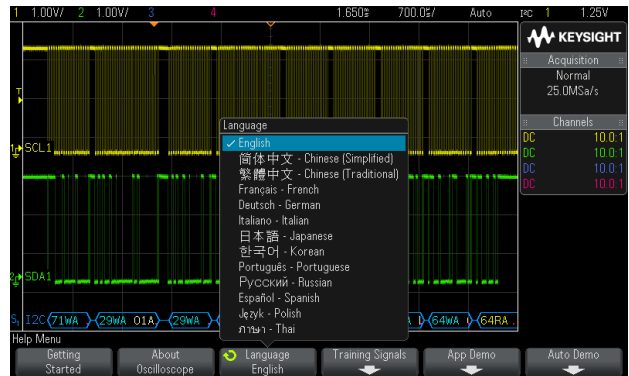 1 1.00V/ 2 1.00V/ 3 4 1.650s 700.0s/ Auto I²C 1 1.25V
KEYSIGHT
Acquisition
Normal
25.0MSa/s
Channels
DC 10.0:1
DC 10.0:1
DC 10.0:1
DC 10.0:1
T
1 SCL1
2 SDA1
Language
English
简体中文 - Chinese (Simplified)
繁體中文 - Chinese (Traditional)
Français - French
Deutsch - German
Italiano - Italian
日本語 - Japanese
한국어 - Korean
Português - Portuguese
Русский - Russian
Español - Spanish
Język - Polish
ภาษา - Thai
S₁ I2C 71WA 29WA 01A 29WA 64WA 64RA
Help Menu
Getting Started
About Oscilloscope
Language English
Training Signals
App Demo
Auto Demo